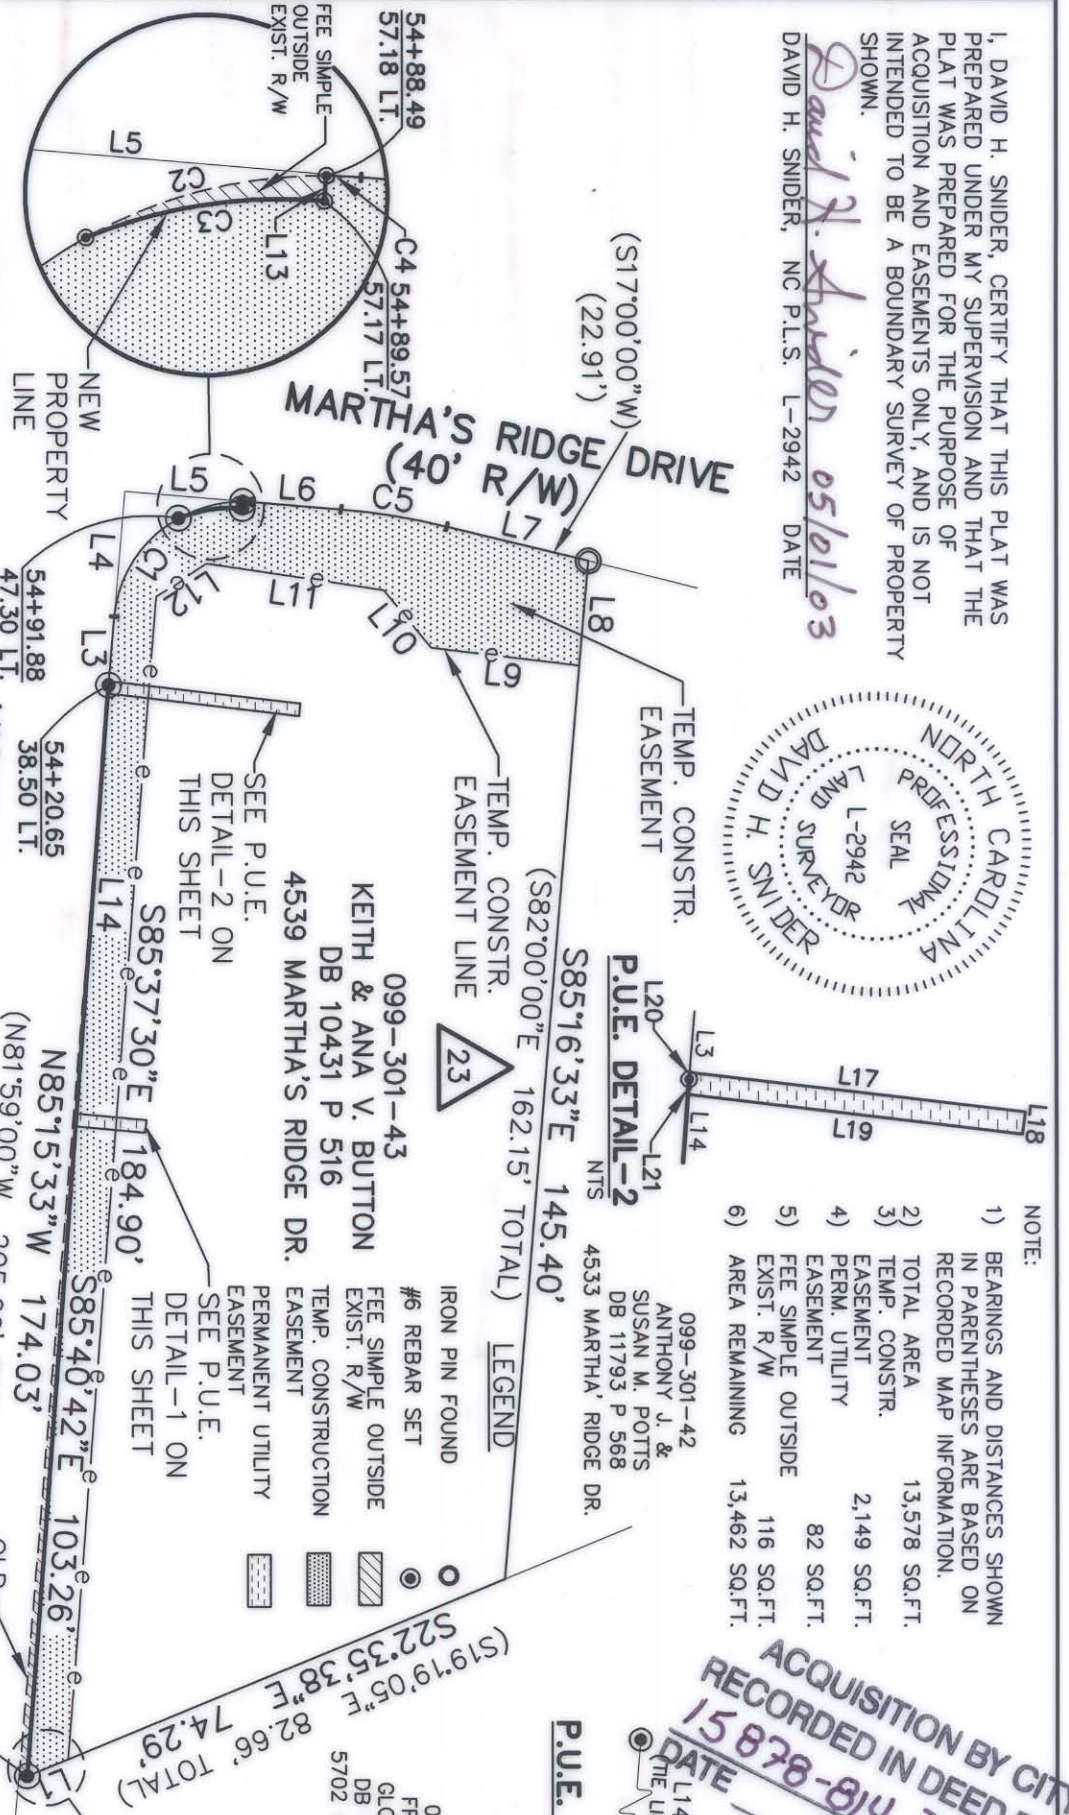 I, DAVID H. SNIDER, CERTIFY THAT THIS PLAT WAS
PREPARED UNDER MY SUPERVISION AND THAT THE
PLAT WAS PREPARED FOR THE PURPOSE OF
ACQUISITION AND EASEMENTS ONLY, AND IS NOT
INTENDED TO BE A BOUNDARY SURVEY OF PROPERTY
SHOWN.
David H. Snider 05/01/03
DAVID H. SNIDER, NC P.L.S. L-2942 DATE
NORTH CAROLINA
PROFESSIONAL
SEAL
L-2942
LAND SURVEYOR
DAVID H. SNIDER
NOTE:
1) BEARINGS AND DISTANCES SHOWN
IN PARENTHESES ARE BASED ON
RECORDED MAP INFORMATION.
2) TOTAL AREA 13,578 SQ.FT.
3) TEMP. CONSTR.
EASEMENT 2,149 SQ.FT.
4) PERM. UTILITY
EASEMENT 82 SQ.FT.
5) FEE SIMPLE OUTSIDE
EXIST. R/W 116 SQ.FT.
6) AREA REMAINING 13,462 SQ.FT.
ACQUISITION BY CIT
RECORDED IN DEED
15878-814
DATE
L18
L17
L19
L3
L14
L20
L21
P.U.E. DETAIL-2
NTS
099-301-42
ANTHONY J. &
SUSAN M. POTTS
DB 11793 P 568
4533 MARTHA' RIDGE DR.
54+88.49
57.18 LT.
FEE SIMPLE
OUTSIDE
EXIST. R/W
L5
C2
C3
L13
C4
54+89.57
57.17 LT.
NEW
PROPERTY
LINE
(S17°00'00"W)
(22.91')
MARTHA'S RIDGE DRIVE
(40' R/W)
L5
L6
C5
L7
L8
L9
L10
L11
L12
L4
L3
TEMP. CONSTR.
EASEMENT
TEMP. CONSTR.
EASEMENT LINE
S85°16'33"E 145.40'
(S82°00'00"E 162.15' TOTAL)
23
099-301-43
KEITH & ANA V. BUTTON
DB 10431 P 516
4539 MARTHA'S RIDGE DR.
LEGEND
IRON PIN FOUND
#6 REBAR SET
FEE SIMPLE OUTSIDE
EXIST. R/W
TEMP. CONSTRUCTION
EASEMENT
PERMANENT UTILITY
EASEMENT
SEE P.U.E.
DETAIL-2 ON
THIS SHEET
SEE P.U.E.
DETAIL-1 ON
THIS SHEET
54+91.88
47.30 LT.
54+20.65
38.50 LT.
L14
S85°37'30"E 184.90'
S85°40'42"E 103.26'
N85°15'33"W 174.03'
(N81°59'00"W
S22°35'38"E 74.29'
(S19°19'05"E 82.66' TOTAL)
P.U.E.
L14
DB
5702